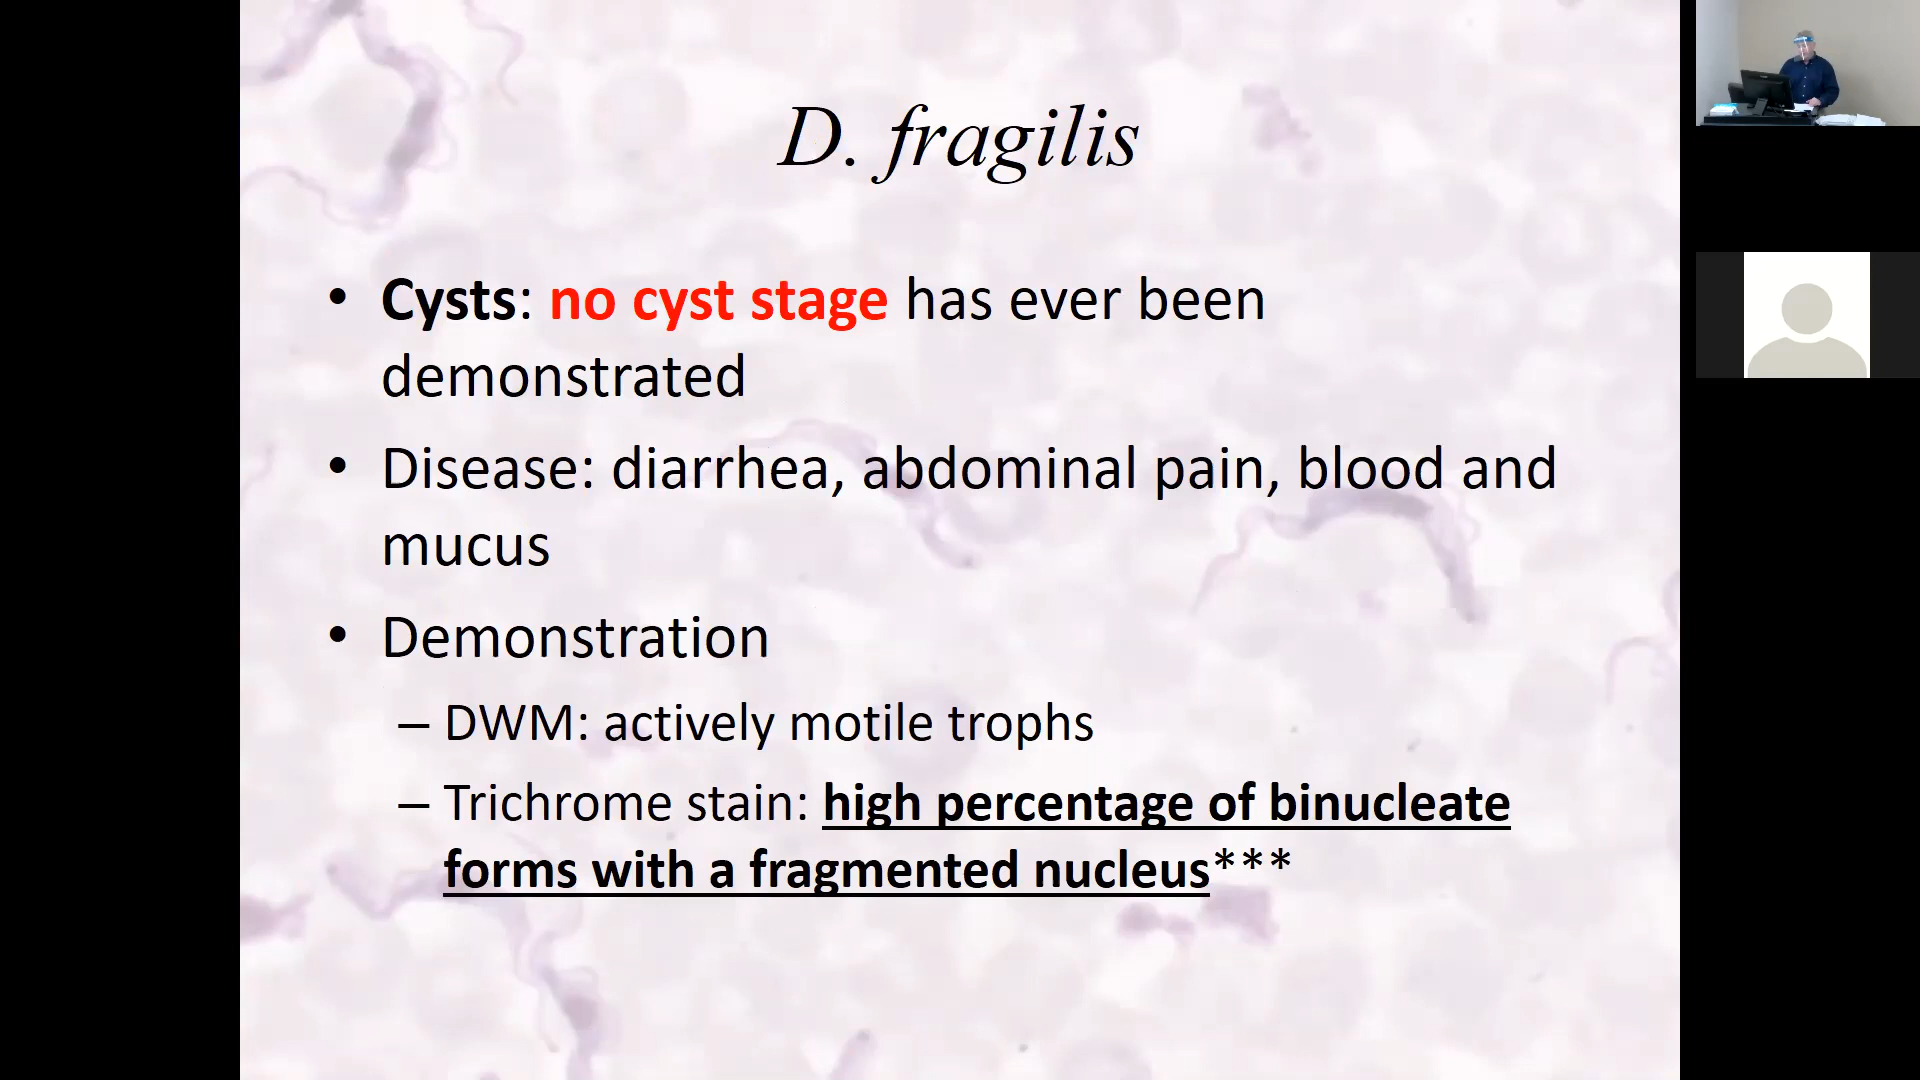 D. fragilis
• Cysts: no cyst stage has ever been
demonstrated
• Disease: diarrhea, abdominal pain, blood and
mucus
• Demonstration
– DWM: actively motile trophs
– Trichrome stain: high percentage of binucleate
forms with a fragmented nucleus***